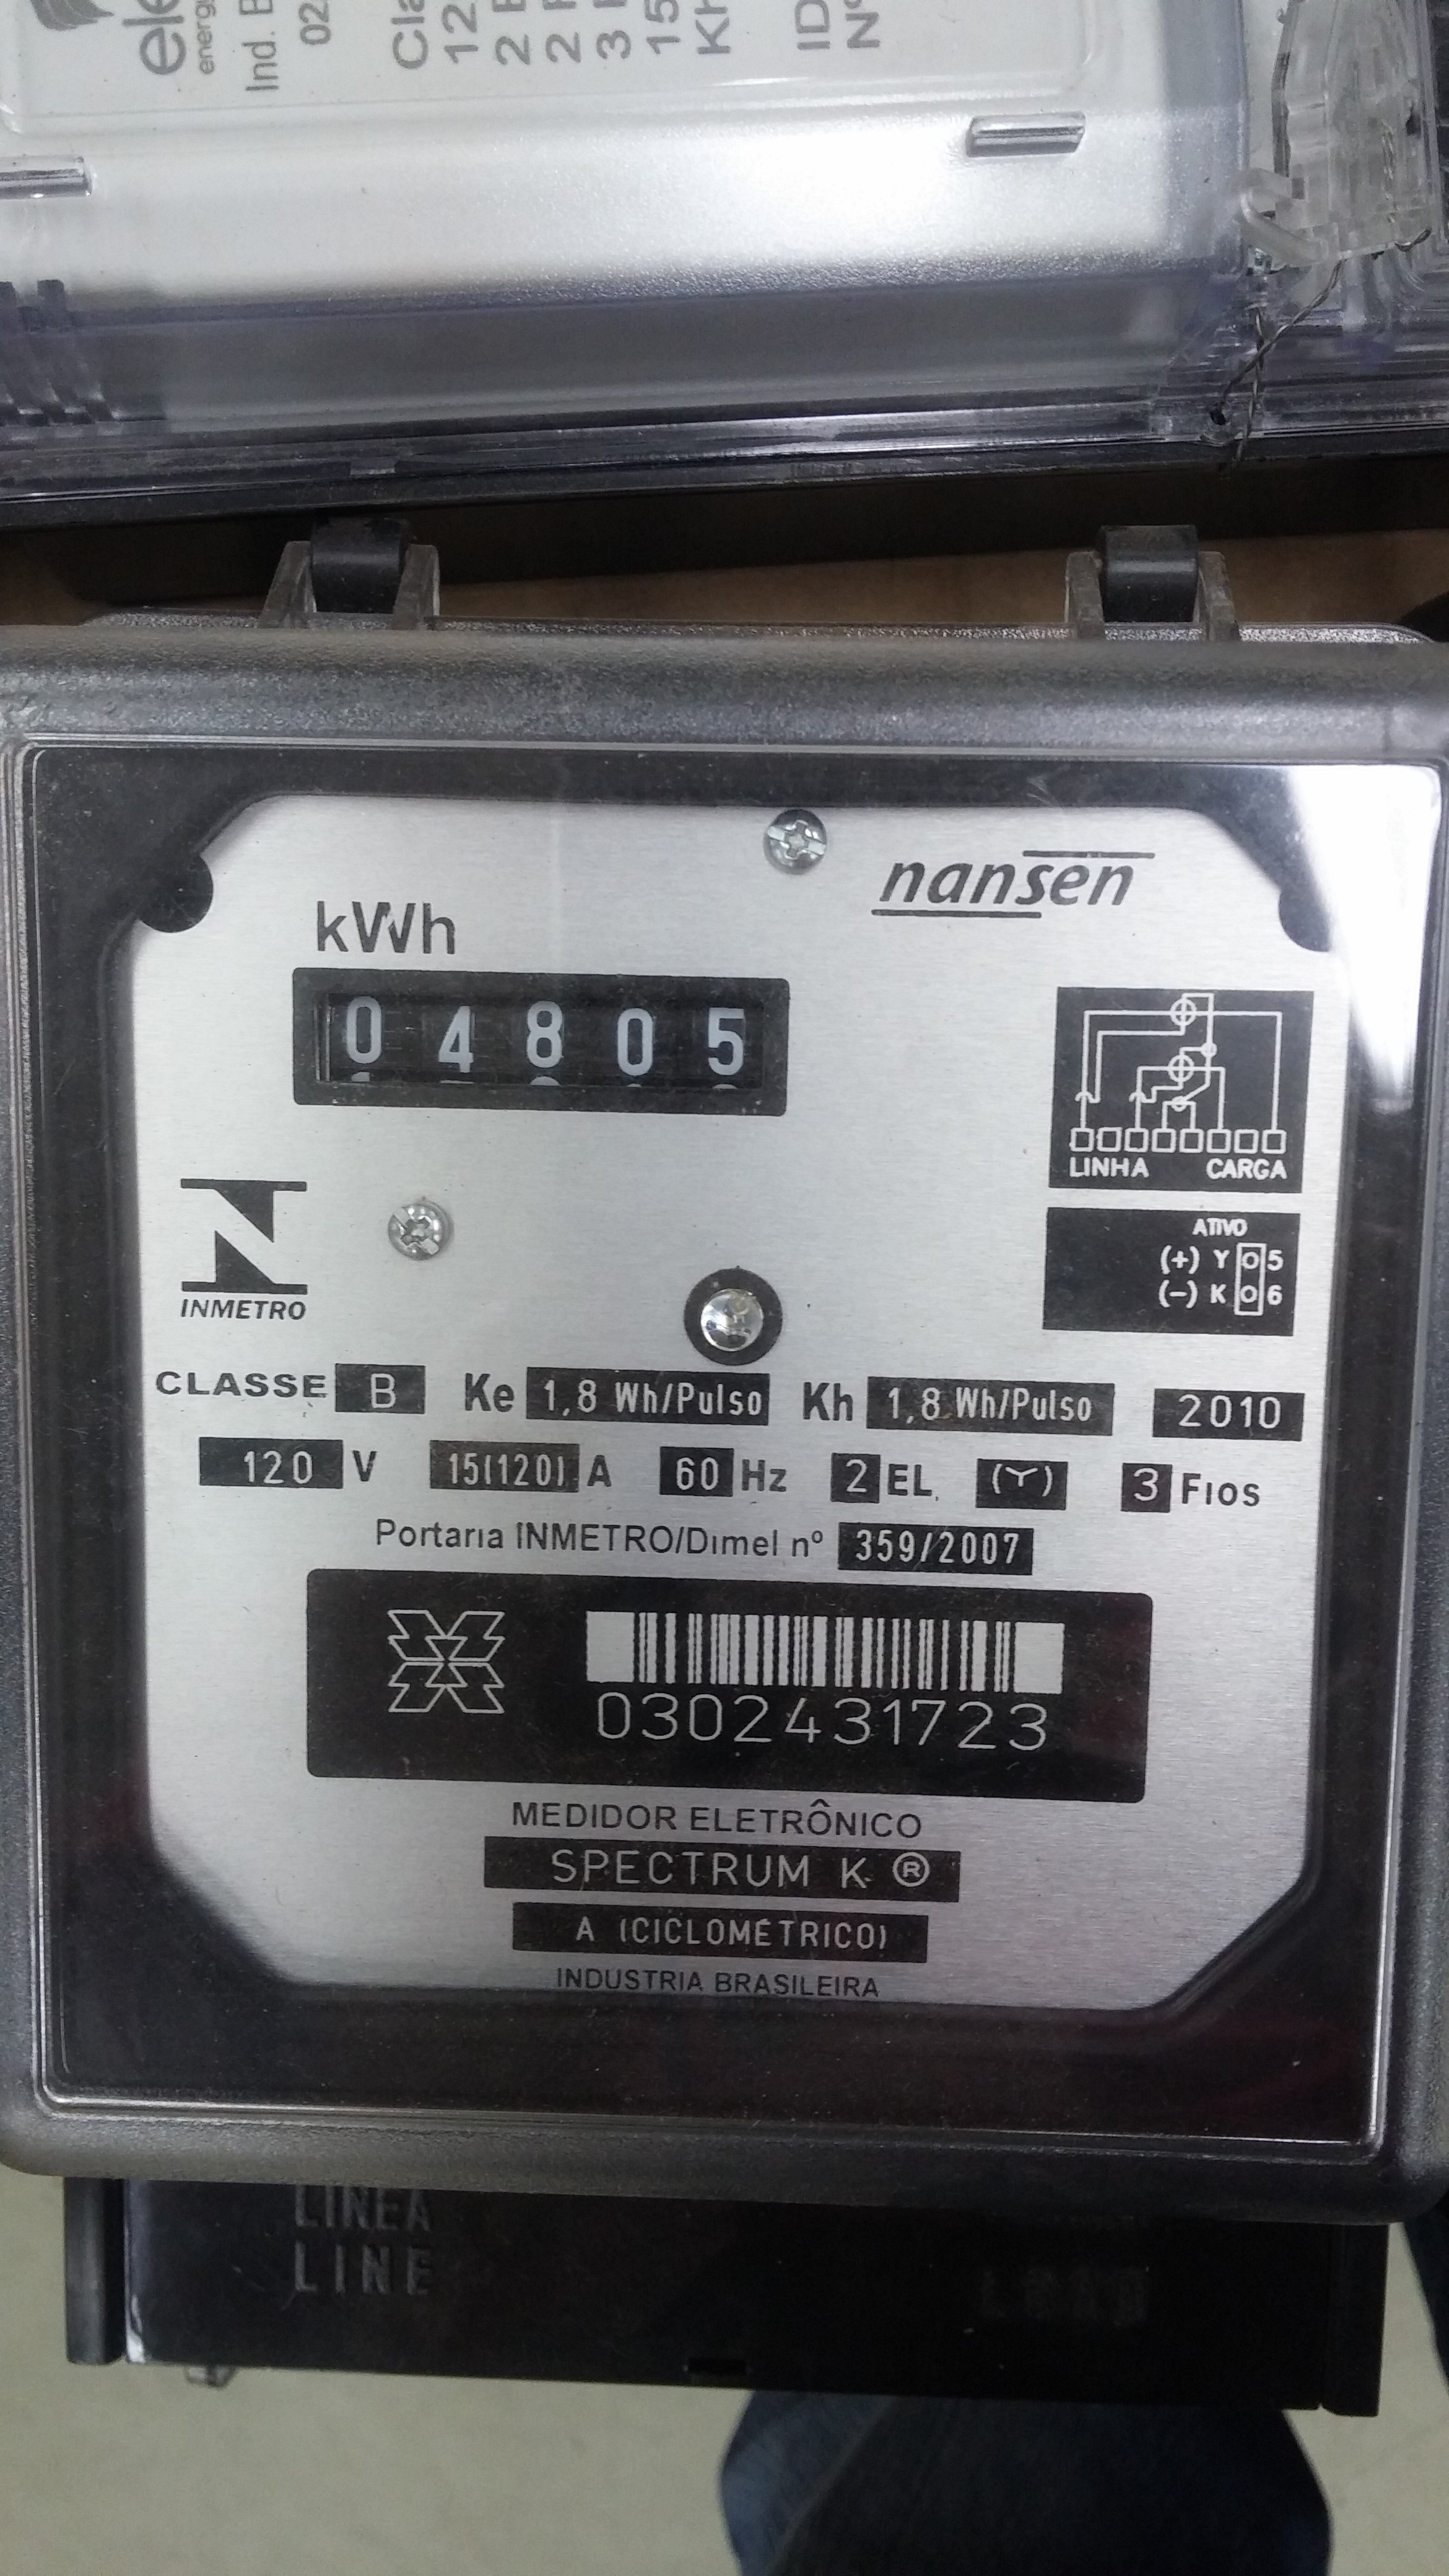 kWh
nansen
04805
LINHA CARGA
ATIVO
(+) Y 5
(-) K 6
INMETRO
CLASSE B Ke 1,8 Wh/Pulso Kh 1,8 Wh/Pulso 2010
120 V 15(120) A 60 Hz 2 EL. (Y) 3 Fios
Portaria INMETRO/Dimel nº 359/2007
0302431723
MEDIDOR ELETRÔNICO
SPECTRUM K ®
A (CICLOMÉTRICO)
INDUSTRIA BRASILEIRA
LINEA
LINE